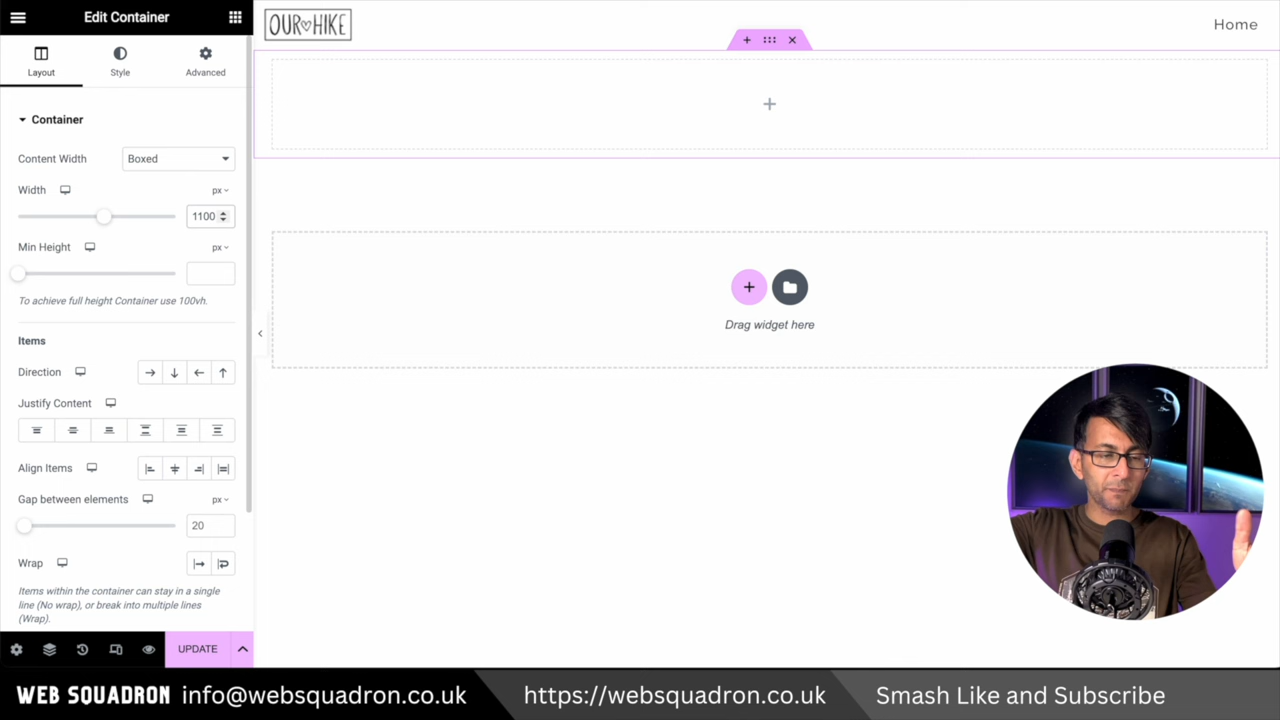 Edit Container
OUR HIKE
Home
Layout
Style
Advanced
Container
Content Width
Boxed
Width
px
1100
Min Height
px
To achieve full height Container use 100vh.
Drag widget here
Items
Direction
Justify Content
Align Items
Gap between elements
px
20
Wrap
Items within the container can stay in a single
line (No wrap), or break into multiple lines
(Wrap).
UPDATE
WEB SQUADRON info@websquadron.co.uk
https://websquadron.co.uk
Smash Like and Subscribe